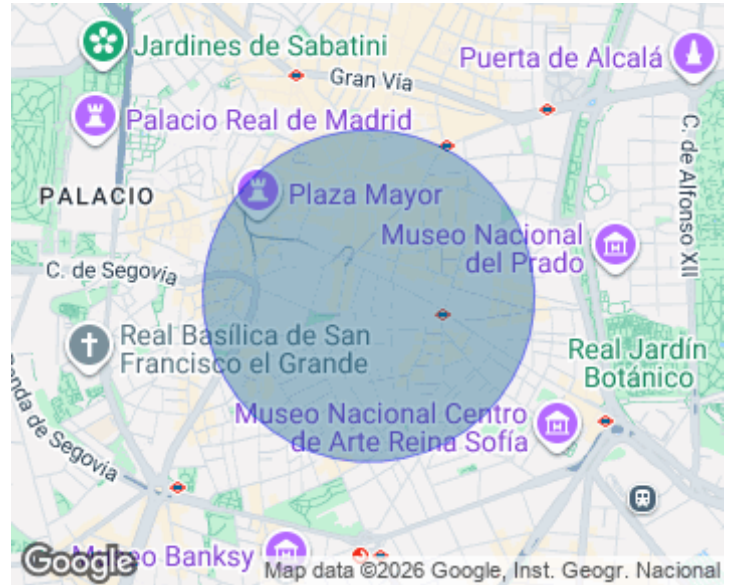 Jardines de Sabatini
Puerta de Alcalá
Gran Vía
Palacio Real de Madrid
C. de Alfonso XII
PALACIO
Plaza Mayor
Museo Nacional
del Prado
C. de Segovia
Real Basílica de San
Francisco el Grande
Real Jardín
Botánico
Museo Nacional Centro
de Arte Reina Sofía
Ronda de Segovia
Museo Banksy
Google
Map data ©2026 Google, Inst. Geogr. Nacional